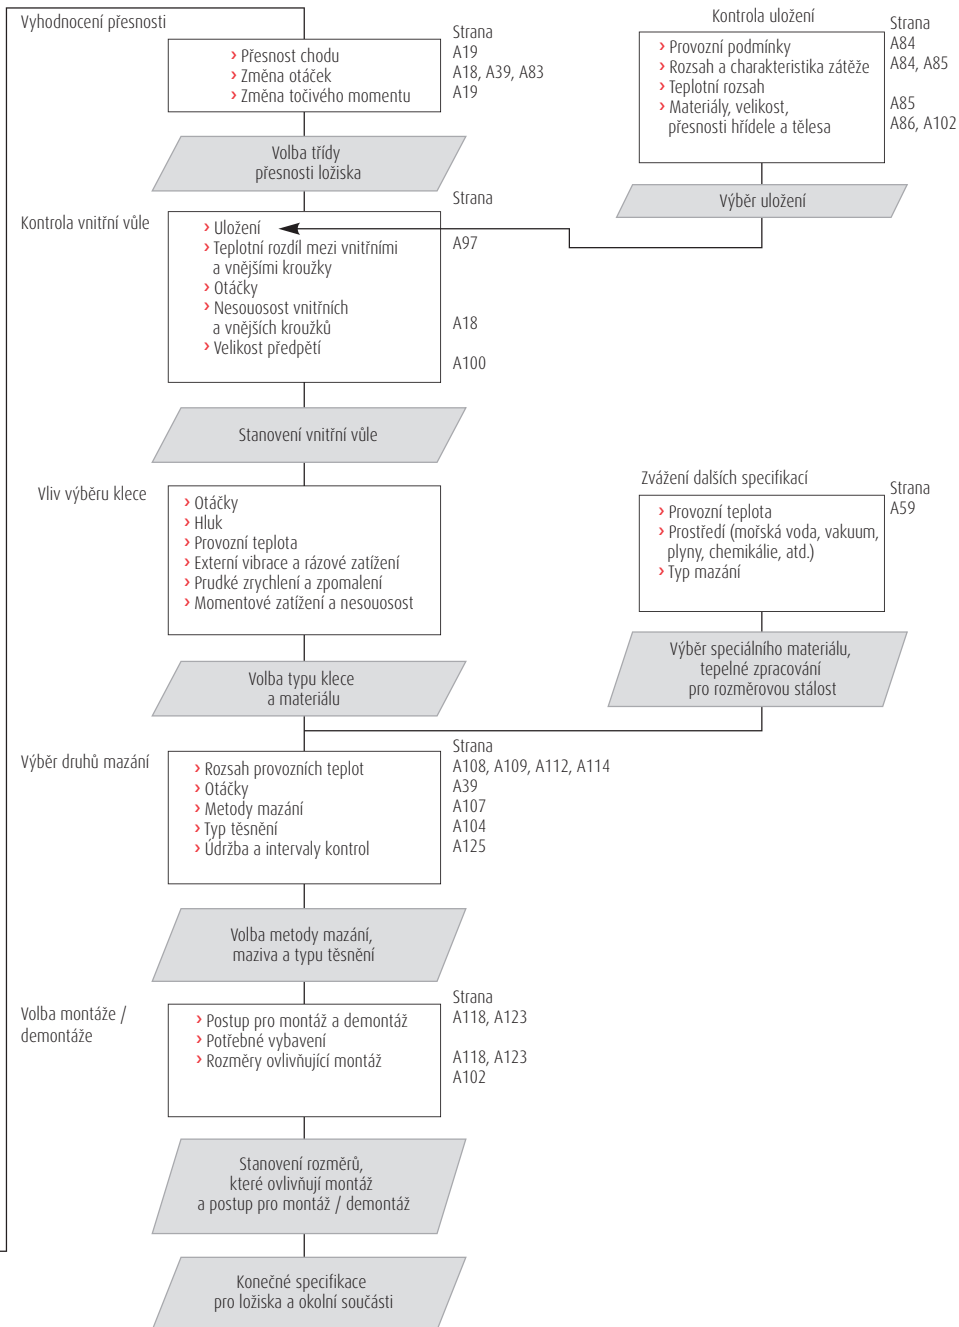 Vyhodnocení přesnosti
Strana
› Přesnost chodu
A19
› Změna otáček
A18, A39, A83
› Změna točivého momentu
A19
Volba třídy
přesnosti ložiska
Kontrola uložení
Strana
› Provozní podmínky
A84
› Rozsah a charakteristika zátěže
A84, A85
› Teplotní rozsah
› Materiály, velikost,
A85
přesnosti hřídele a tělesa
A86, A102
Výběr uložení
Kontrola vnitřní vůle
Strana
› Uložení
› Teplotní rozdíl mezi vnitřními
A97
a vnějšími kroužky
› Otáčky
› Nesouosost vnitřních
a vnějších kroužků
A18
› Velikost předpětí
A100
Stanovení vnitřní vůle
Vliv výběru klece
› Otáčky
› Hluk
› Provozní teplota
› Externí vibrace a rázové zatížení
› Prudké zrychlení a zpomalení
› Momentové zatížení a nesouosost
Volba typu klece
a materiálu
Zvážení dalších specifikací
Strana
› Provozní teplota
A59
› Prostředí (mořská voda, vakuum,
plyny, chemikálie, atd.)
› Typ mazání
Výběr speciálního materiálu,
tepelné zpracování
pro rozměrovou stálost
Výběr druhů mazání
Strana
› Rozsah provozních teplot
A108, A109, A112, A114
› Otáčky
A39
› Metody mazání
A107
› Typ těsnění
A104
› Údržba a intervaly kontrol
A125
Volba metody mazání,
maziva a typu těsnění
Volba montáže /
demontáže
Strana
› Postup pro montáž a demontáž
A118, A123
› Potřebné vybavení
› Rozměry ovlivňující montáž
A118, A123
A102
Stanovení rozměrů,
které ovlivňují montáž
a postup pro montáž / demontáž
Konečné specifikace
pro ložiska a okolní součásti